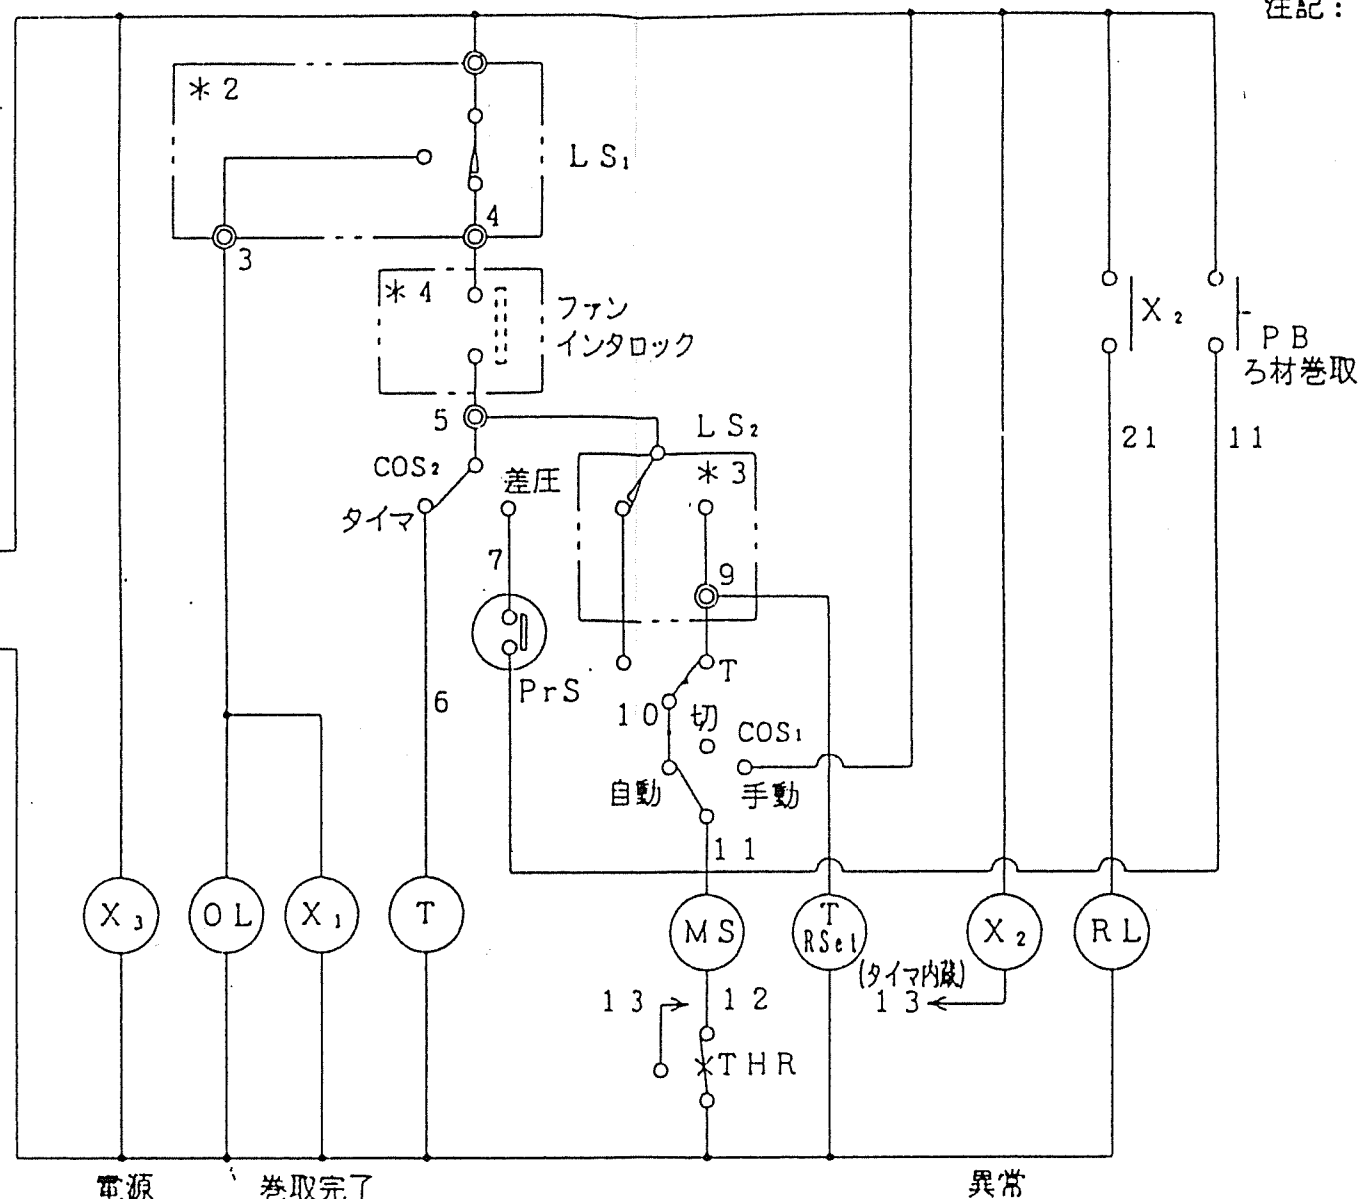 注記：
＊2
LS₁
4
3
＊4
ファン
インタロック
X₂
PB
ろ材巻取
5
LS₂
21
11
COS₂
差圧
＊3
タイマ
7
9
PrS
T
6
10
切
COS₁
自動
手動
11
X₃
OL
X₁
T
MS
T
RSet
X₂
RL
(タイマ内蔵)
13
12
13
THR
電源
巻取完了
異常